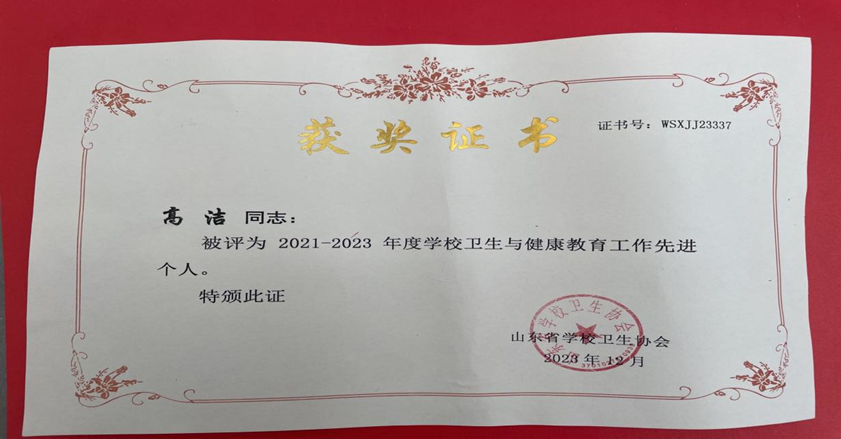 获奖证书
证书号：WSXJJ23337
高洁 同志：
被评为 2021-2023 年度学校卫生与健康教育工作先进
个人。
特颁此证
山东省学校卫生协会
2023 年 12 月